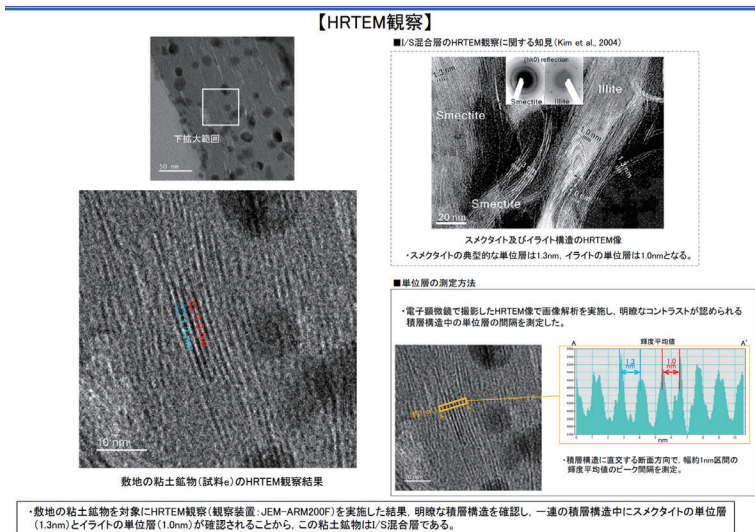 【HRTEM観察】
下拡大範囲
50 nm
10 nm
敷地の粘土鉱物(試料e)のHRTEM観察結果
■I/S混合層のHRTEM観察に関する知見(Kim et al., 2004)
(hk0) reflection
Smectite
Illite
1.3 nm
Smectite
Illite
Smectite
20 nm
スメクタイト及びイライト構造のHRTEM像
・スメクタイトの典型的な単位層は1.3nm, イライトの単位層は1.0nmとなる。
■単位層の測定方法
・電子顕微鏡で撮影したHRTEM像で画像解析を実施し, 明瞭なコントラストが認められる
積層構造中の単位層の間隔を測定した。
10 nm
輝度平均値
A
A'
1.3
nm
1.0
nm
0 1 2 3 4 5 6 7 8 9 10
nm
・積層構造に直交する断面方向で, 幅約1nm区間の
輝度平均値のピーク間隔を測定。
・敷地の粘土鉱物を対象にHRTEM観察(観察装置:JEM-ARM200F)を実施した結果, 明瞭な積層構造を確認し, 一連の積層構造中にスメクタイトの単位層
(1.3nm)とイライトの単位層(1.0nm)が確認されることから, この粘土鉱物はI/S混合層である。